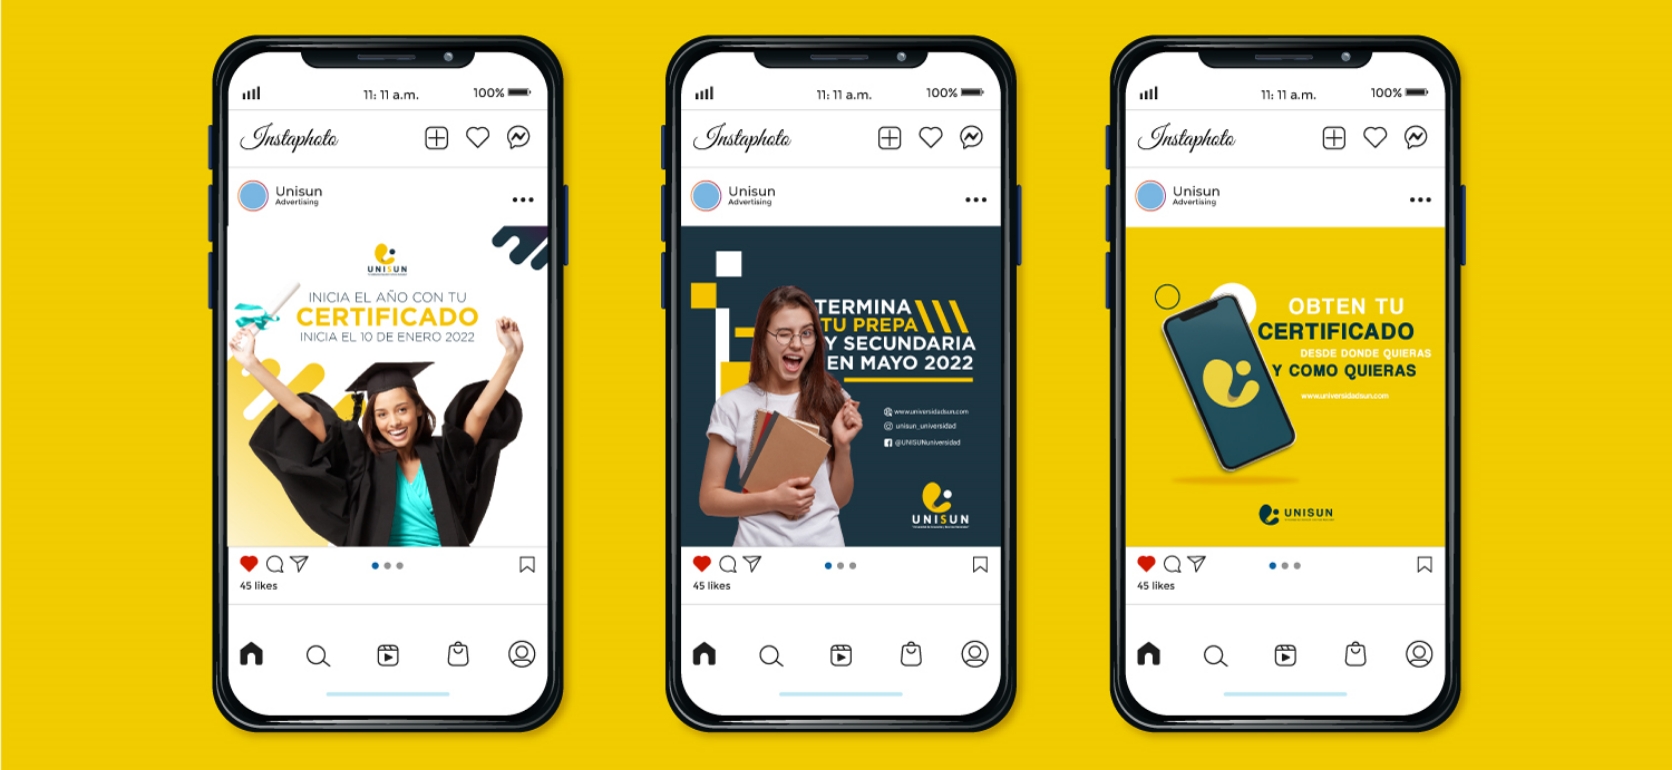 11: 11 a.m.
100%
Instaphoto
Unisun
Advertising
UNISUN
INICIA EL AÑO CON TU
CERTIFICADO
INICIA EL 10 DE ENERO 2022
45 likes
11: 11 a.m.
100%
Instaphoto
Unisun
Advertising
TERMINA
TU PREPA
Y SECUNDARIA
EN MAYO 2022
www.universidadsun.com
unisun_universidad
@UNISUNuniversidad
UNISUN
45 likes
11: 11 a.m.
100%
Instaphoto
Unisun
Advertising
OBTEN TU
CERTIFICADO
DESDE DONDE QUIERAS
Y COMO QUIERAS
www.universidadsun.com
UNISUN
45 likes